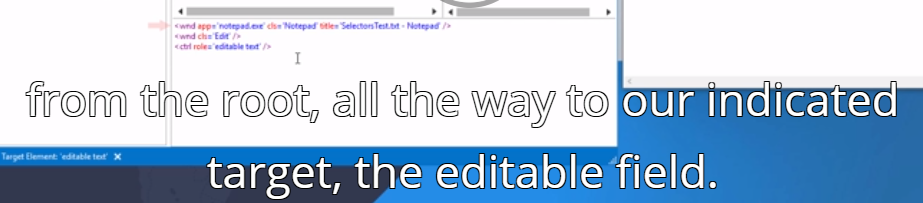 <wnd app='notepad.exe' cls='Notepad' title='SelectorsTest.txt - Notepad' />
<wnd cls='Edit' />
<ctrl role='editable text' />
from the root, all the way to our indicated
Target Element: 'editable text' X
target, the editable field.